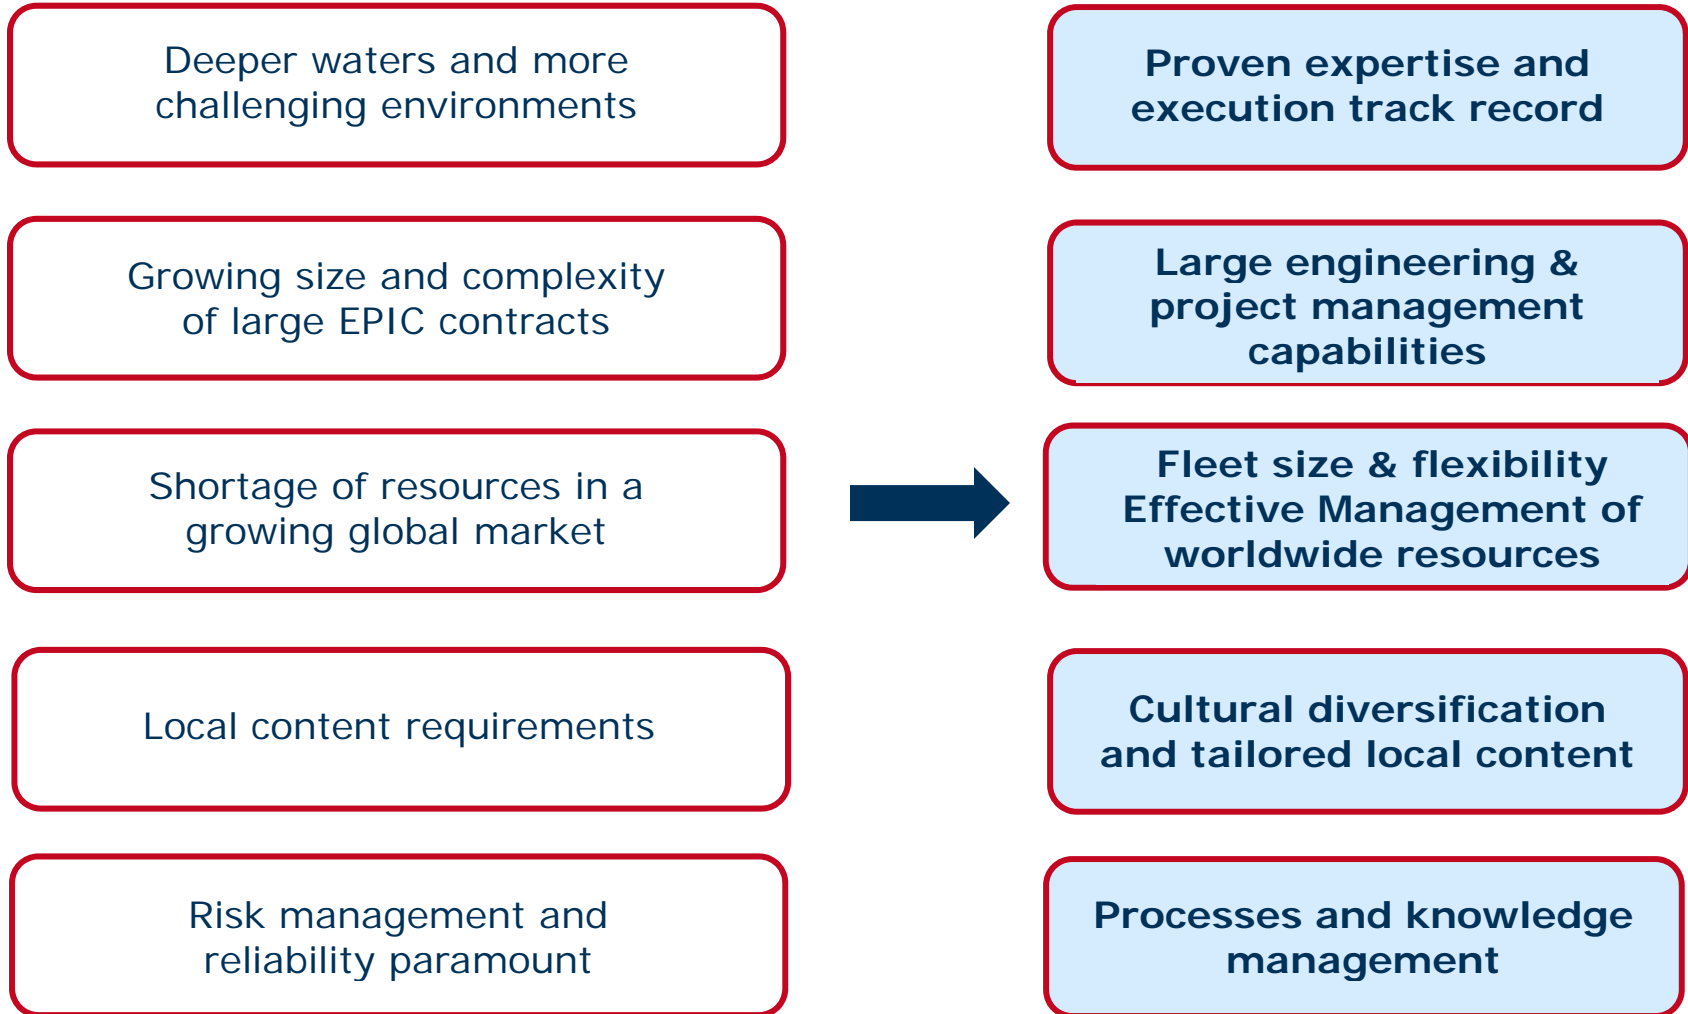 Deeper waters and more
challenging environments
Proven expertise and
execution track record
Growing size and complexity
of large EPIC contracts
Large engineering &
project management
capabilities
Shortage of resources in a
growing global market
Fleet size & flexibility
Effective Management of
worldwide resources
Local content requirements
Cultural diversification
and tailored local content
Risk management and
reliability paramount
Processes and knowledge
management